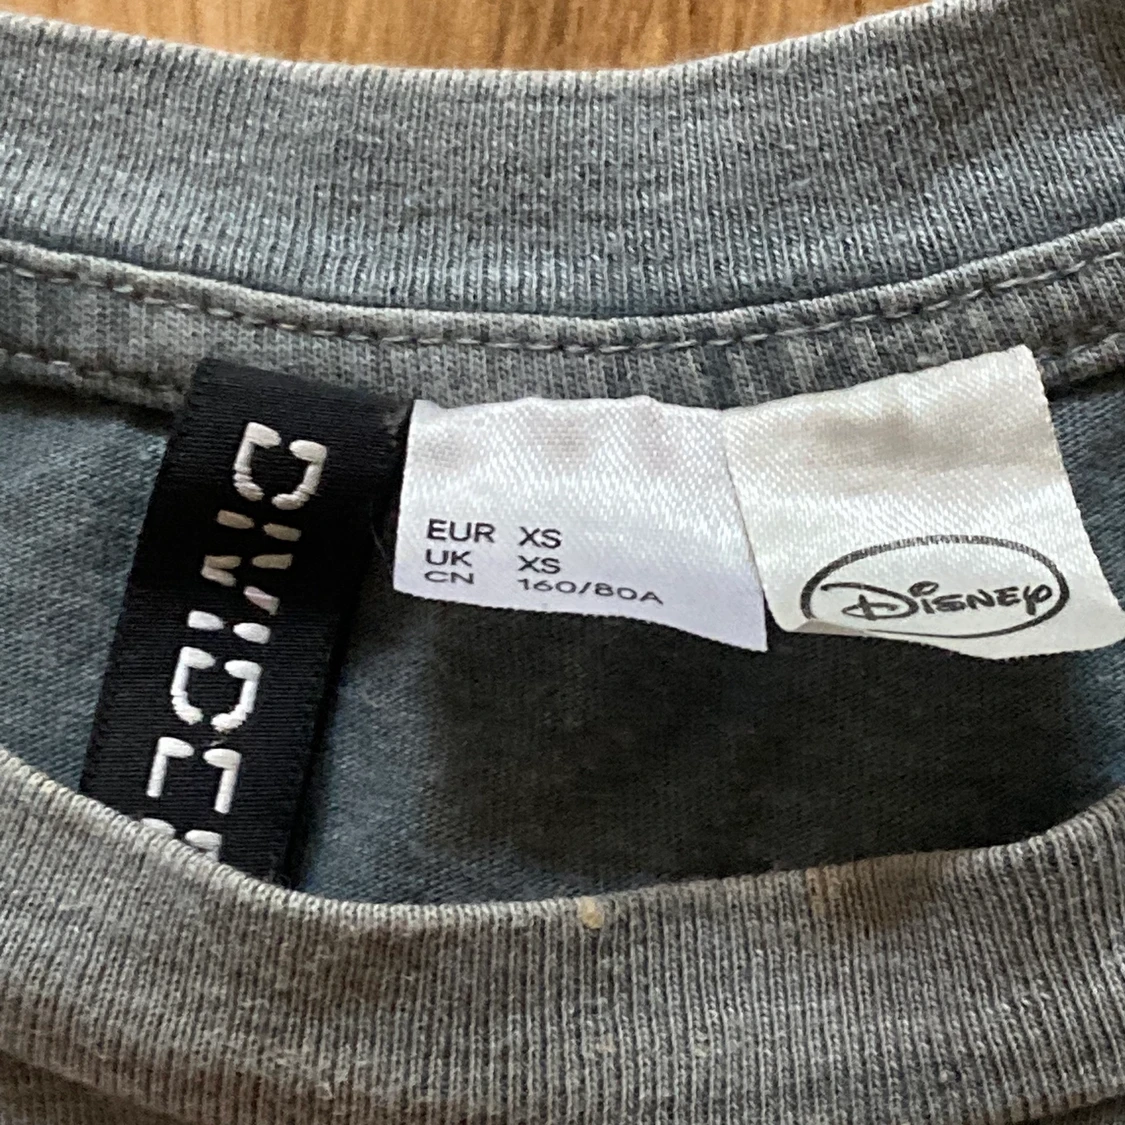 EUR XS
UK XS
CN 160/80A
Disney